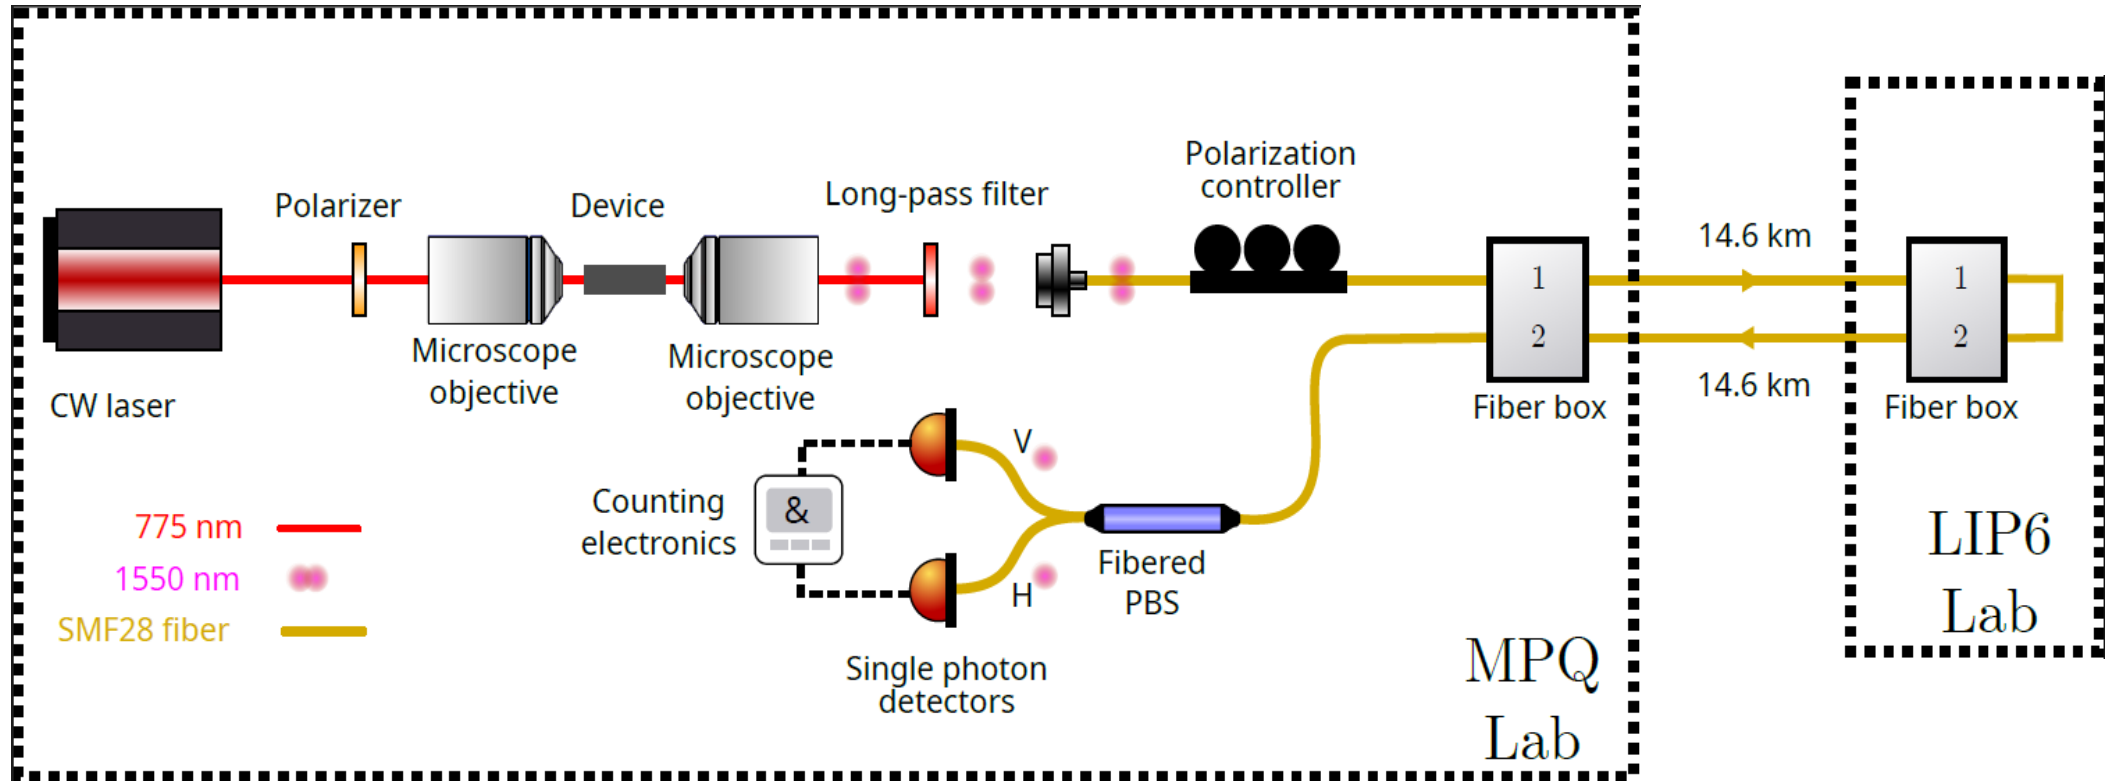 Polarizer
Device
Long-pass filter
Polarization
controller
14.6 km
1
2
1
2
Microscope
objective
Microscope
objective
CW laser
14.6 km
Fiber box
Fiber box
V
Counting
electronics
&
775 nm
1550 nm
SMF28 fiber
H
Fibered
PBS
Single photon
detectors
MPQ
Lab
LIP6
Lab